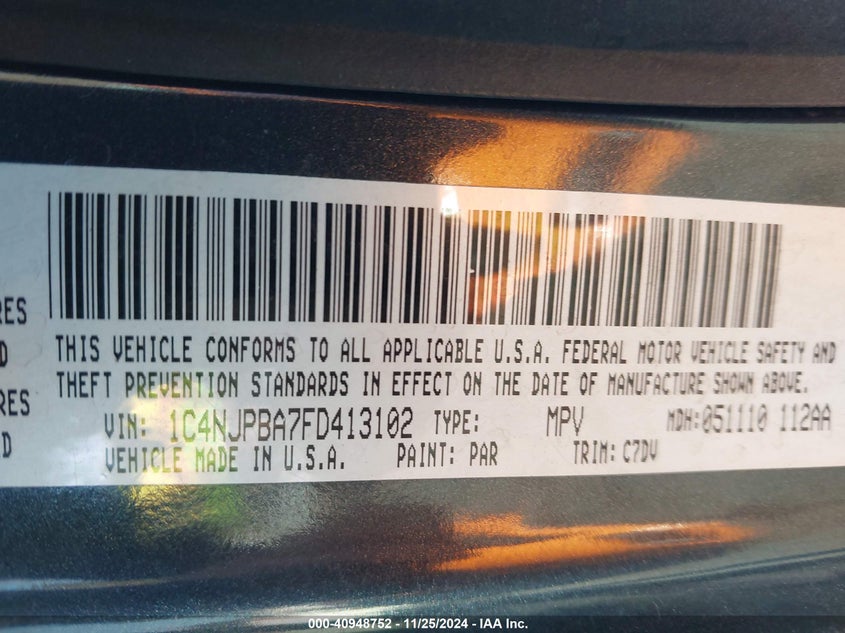 RES
D
RES
D
THIS VEHICLE CONFORMS TO ALL APPLICABLE U.S.A. FEDERAL MOTOR VEHICLE SAFETY AND
THEFT PREVENTION STANDARDS IN EFFECT ON THE DATE OF MANUFACTURE SHOWN ABOVE.
VIN: 1C4NJPBA7FD413102 TYPE: MPV MDH:051110 112AA
VEHICLE MADE IN U.S.A. PAINT: PAR TRIM: C7DV
000-40948752 - 11/25/2024 - IAA Inc.